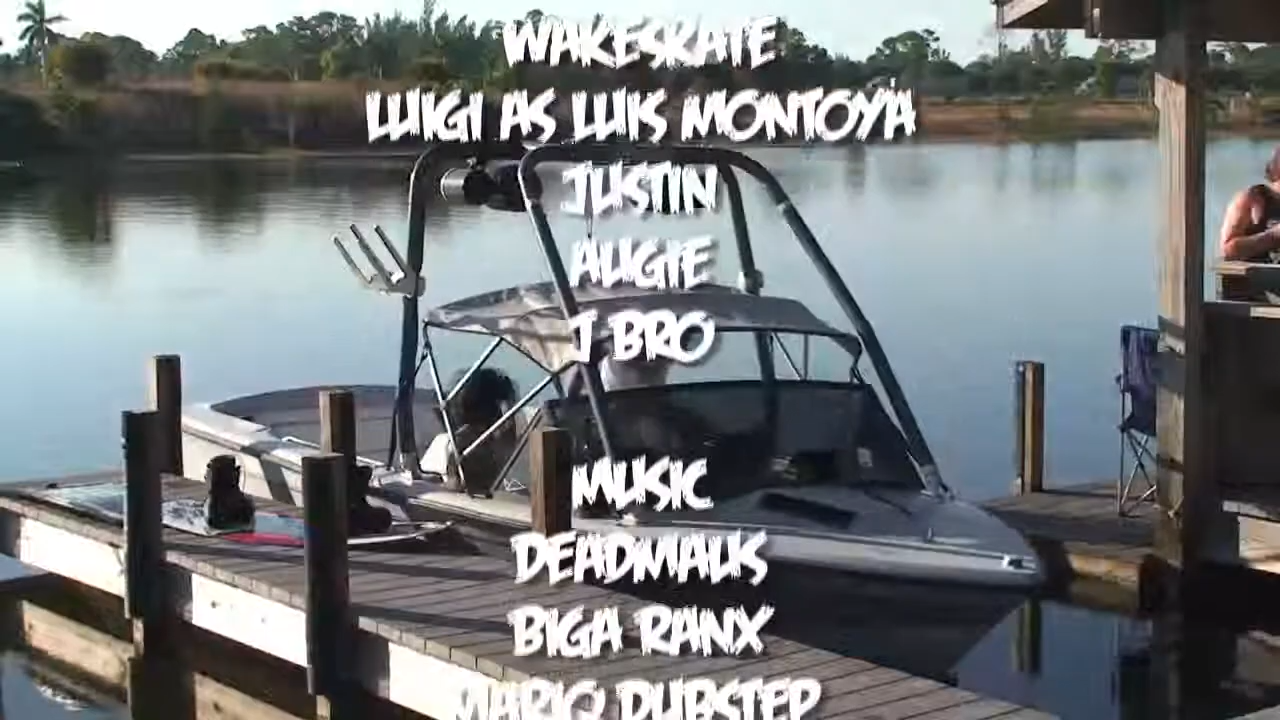 WAKESKATE
LUIGI AS LUIS MONTOYA
JUSTIN
AUGIE
J BRO
MUSIC
DEADMAUS
BIGA RANX
MARIO DUBSTEP